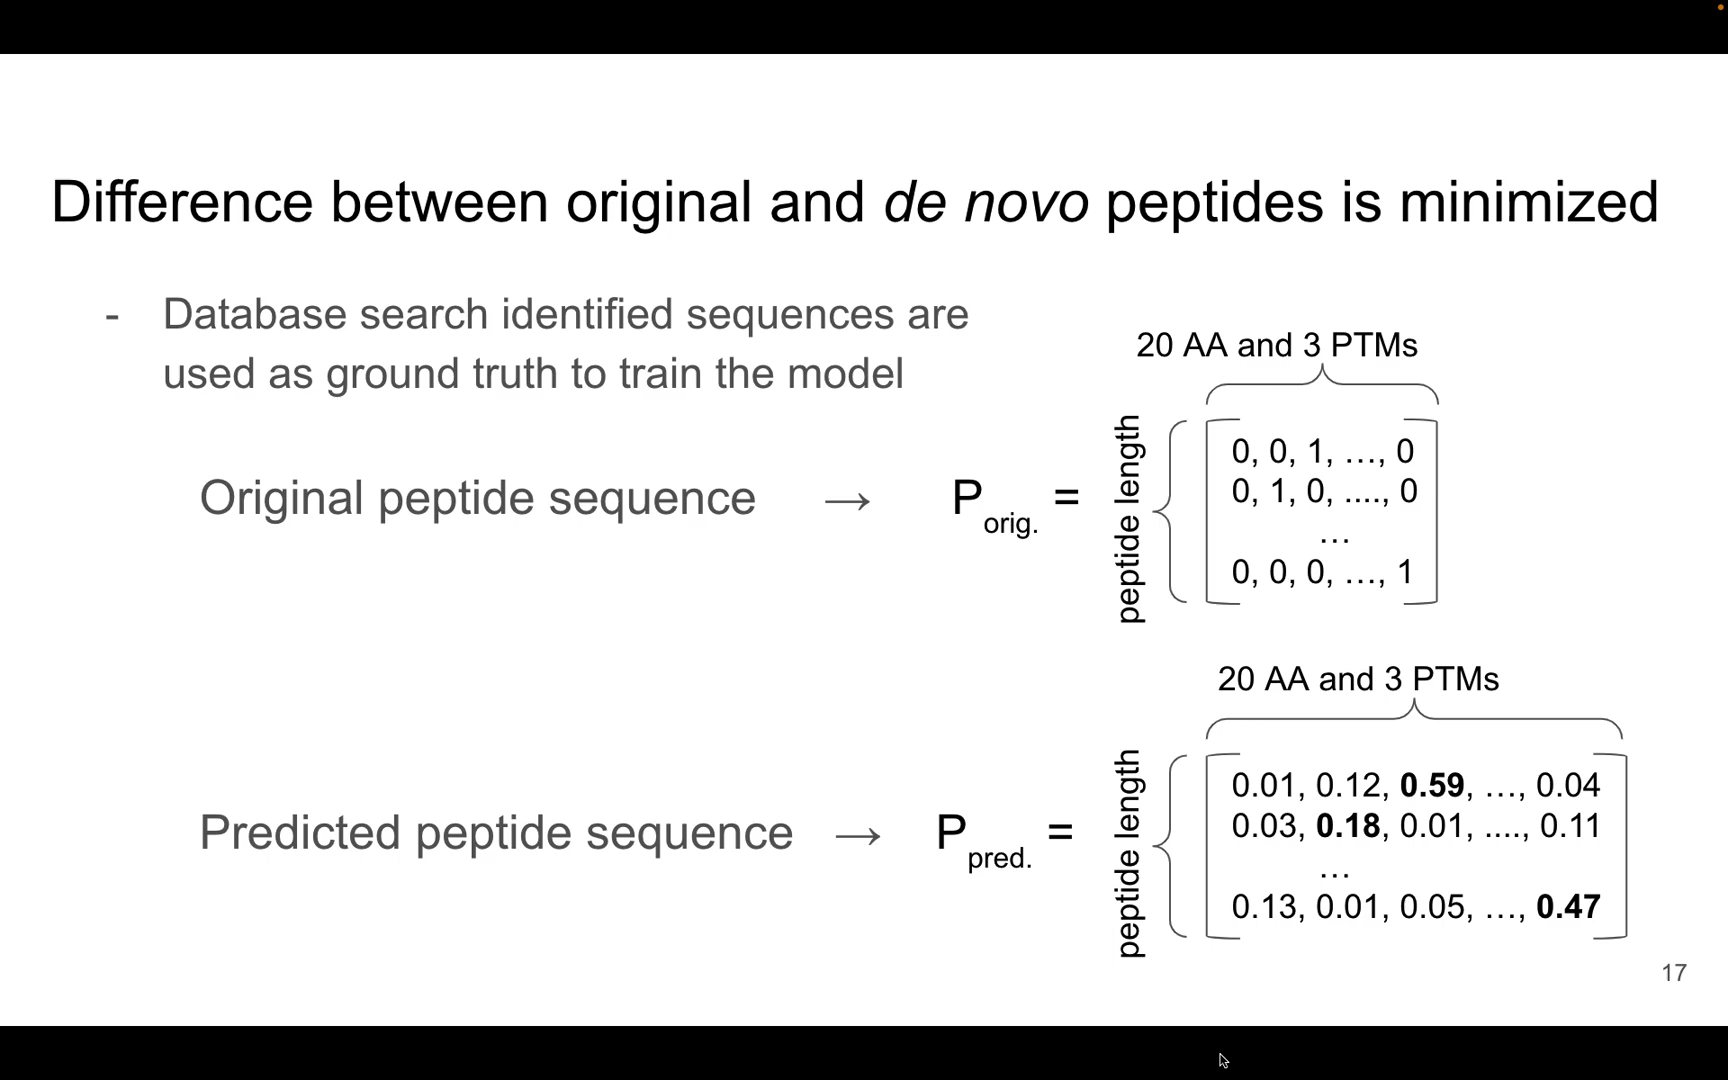 Difference between original and de novo peptides is minimized
- Database search identified sequences are
used as ground truth to train the model
20 AA and 3 PTMs
Original peptide sequence → P orig. =
peptide length
0, 0, 1, …, 0
0, 1, 0, ...., 0
…
0, 0, 0, …, 1
20 AA and 3 PTMs
Predicted peptide sequence → P pred. =
peptide length
0.01, 0.12, 0.59, …, 0.04
0.03, 0.18, 0.01, ...., 0.11
…
0.13, 0.01, 0.05, …, 0.47
17